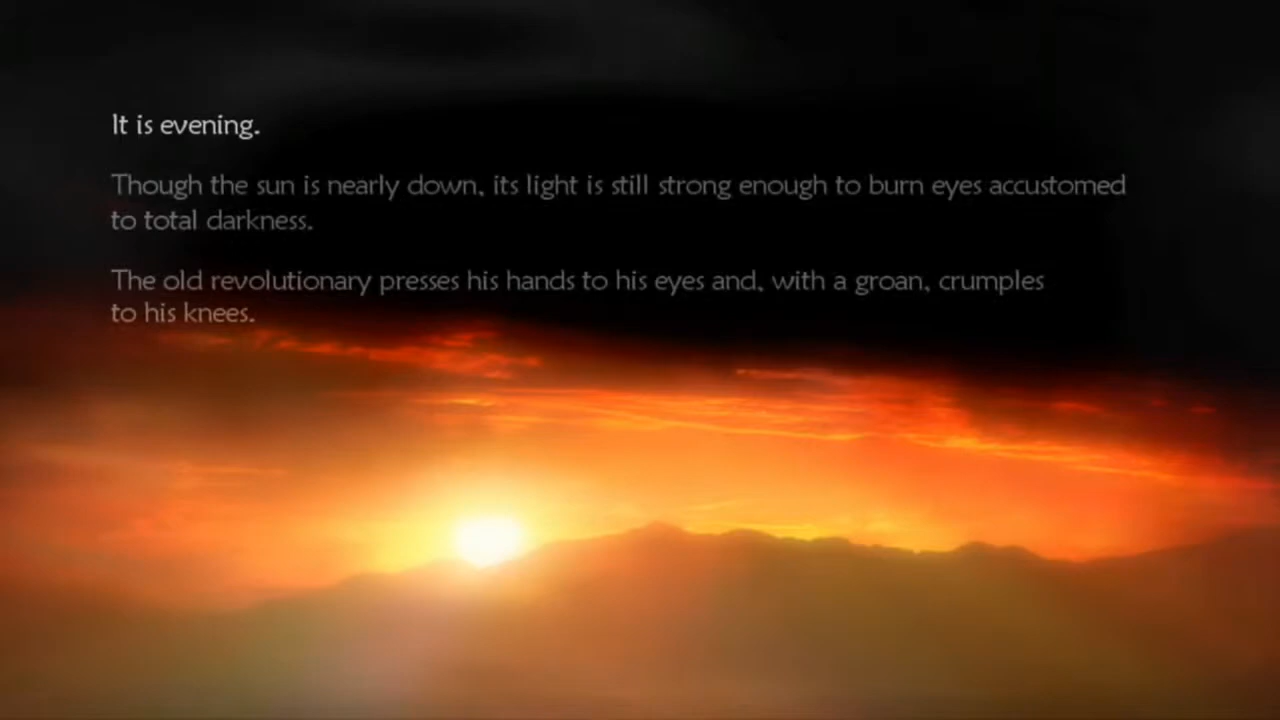 It is evening.
Though the sun is nearly down, its light is still strong enough to burn eyes accustomed
to total darkness.
The old revolutionary presses his hands to his eyes and, with a groan, crumples
to his knees.